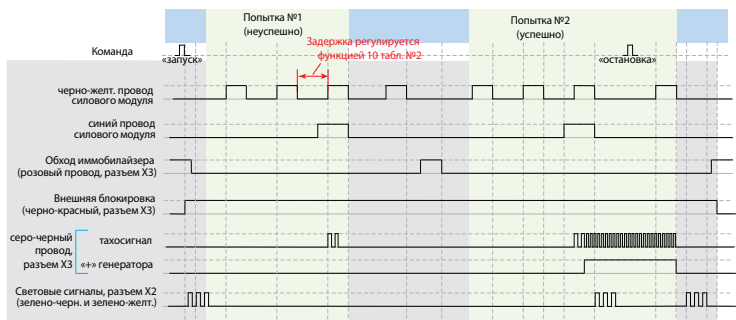 Попытка №1
(неуспешно)
Попытка №2
(успешно)
Задержка регулируется
функцией 10 табл. №2
Команда
«запуск»
«остановка»
черно-желт. провод
силового модуля
синий провод
силового модуля
Обход иммобилайзера
(розовый провод, разъем X3)
Внешняя блокировка
(черно-красный, разъем X3)
серо-черный
провод,
разъем X3
тахосигнал
«+» генератора
Световые сигналы, разъем X2
(зелено-черн. и зелено-желт.)